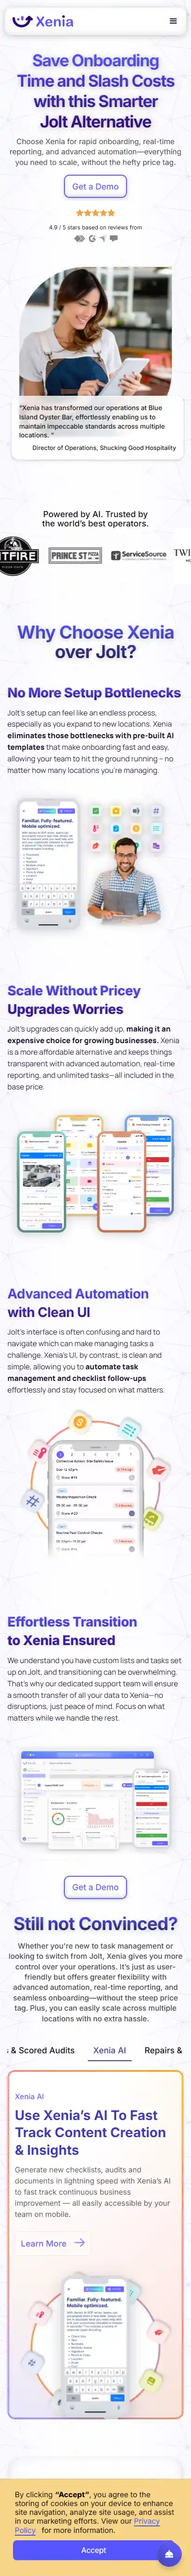 Xenia
Save Onboarding
Time and Slash Costs
with this Smarter
Jolt Alternative
Choose Xenia for rapid onboarding, real-time
reporting, and advanced automation—everything
you need to scale, without the hefty price tag.
Get a Demo
4.9 / 5 stars based on reviews from
"Xenia has transformed our operations at Blue
Island Oyster Bar, effortlessly enabling us to
maintain impeccable standards across multiple
locations. "
Director of Operations, Shucking Good Hospitality
Powered by AI. Trusted by
the world's best operators.
PRINCE ST PIZZA
ServiceSource
Why Choose Xenia
over Jolt?
No More Setup Bottlenecks
Jolt's setup can feel like an endless process,
especially as you expand to new locations. Xenia
eliminates those bottlenecks with pre-built AI
templates that make onboarding fast and easy,
allowing your team to hit the ground running – no
matter how many locations you're managing.
Familiar. Fully-featured.
Mobile optimized.
Scale Without Pricey
Upgrades Worries
Jolt's upgrades can quickly add up, making it an
expensive choice for growing businesses. Xenia
is a more affordable alternative and keeps things
transparent with advanced automation, real-time
reporting, and unlimited tasks—all included in the
base price.
Advanced Automation
with Clean UI
Jolt's interface is often confusing and hard to
navigate which can make managing tasks a
challenge. Xenia's UI, by contrast, is clean and
simple, allowing you to automate task
management and checklist follow-ups
effortlessly and stay focused on what matters.
Effortless Transition
to Xenia Ensured
We understand you have custom lists and tasks set
up on Jolt, and transitioning can be overwhelming.
That's why our dedicated support team will ensure
a smooth transfer of all your data to Xenia—no
disruptions, just peace of mind. Focus on what
matters while we handle the rest.
Get a Demo
Still not Convinced?
Whether you're new to task management or
looking to switch from Jolt, Xenia gives you more
control over your operations. It's just as user-
friendly but offers greater flexibility with
advanced automation, real-time reporting, and
seamless onboarding—without the steep price
tag. Plus, you can easily scale across multiple
locations with no extra hassle.
s & Scored Audits Xenia AI Repairs &
Xenia AI
Use Xenia's AI To Fast
Track Content Creation
& Insights
Generate new checklists, audits and
documents in lightning speed with Xenia's AI
to fast track continuous business
improvement — all easily accessible by your
team on mobile.
Learn More
Familiar. Fully-featured.
Mobile optimized.
By clicking "Accept", you agree to the
storing of cookies on your device to enhance
site navigation, analyze site usage, and assist
in our marketing efforts. View our Privacy
Policy for more information.
Accept